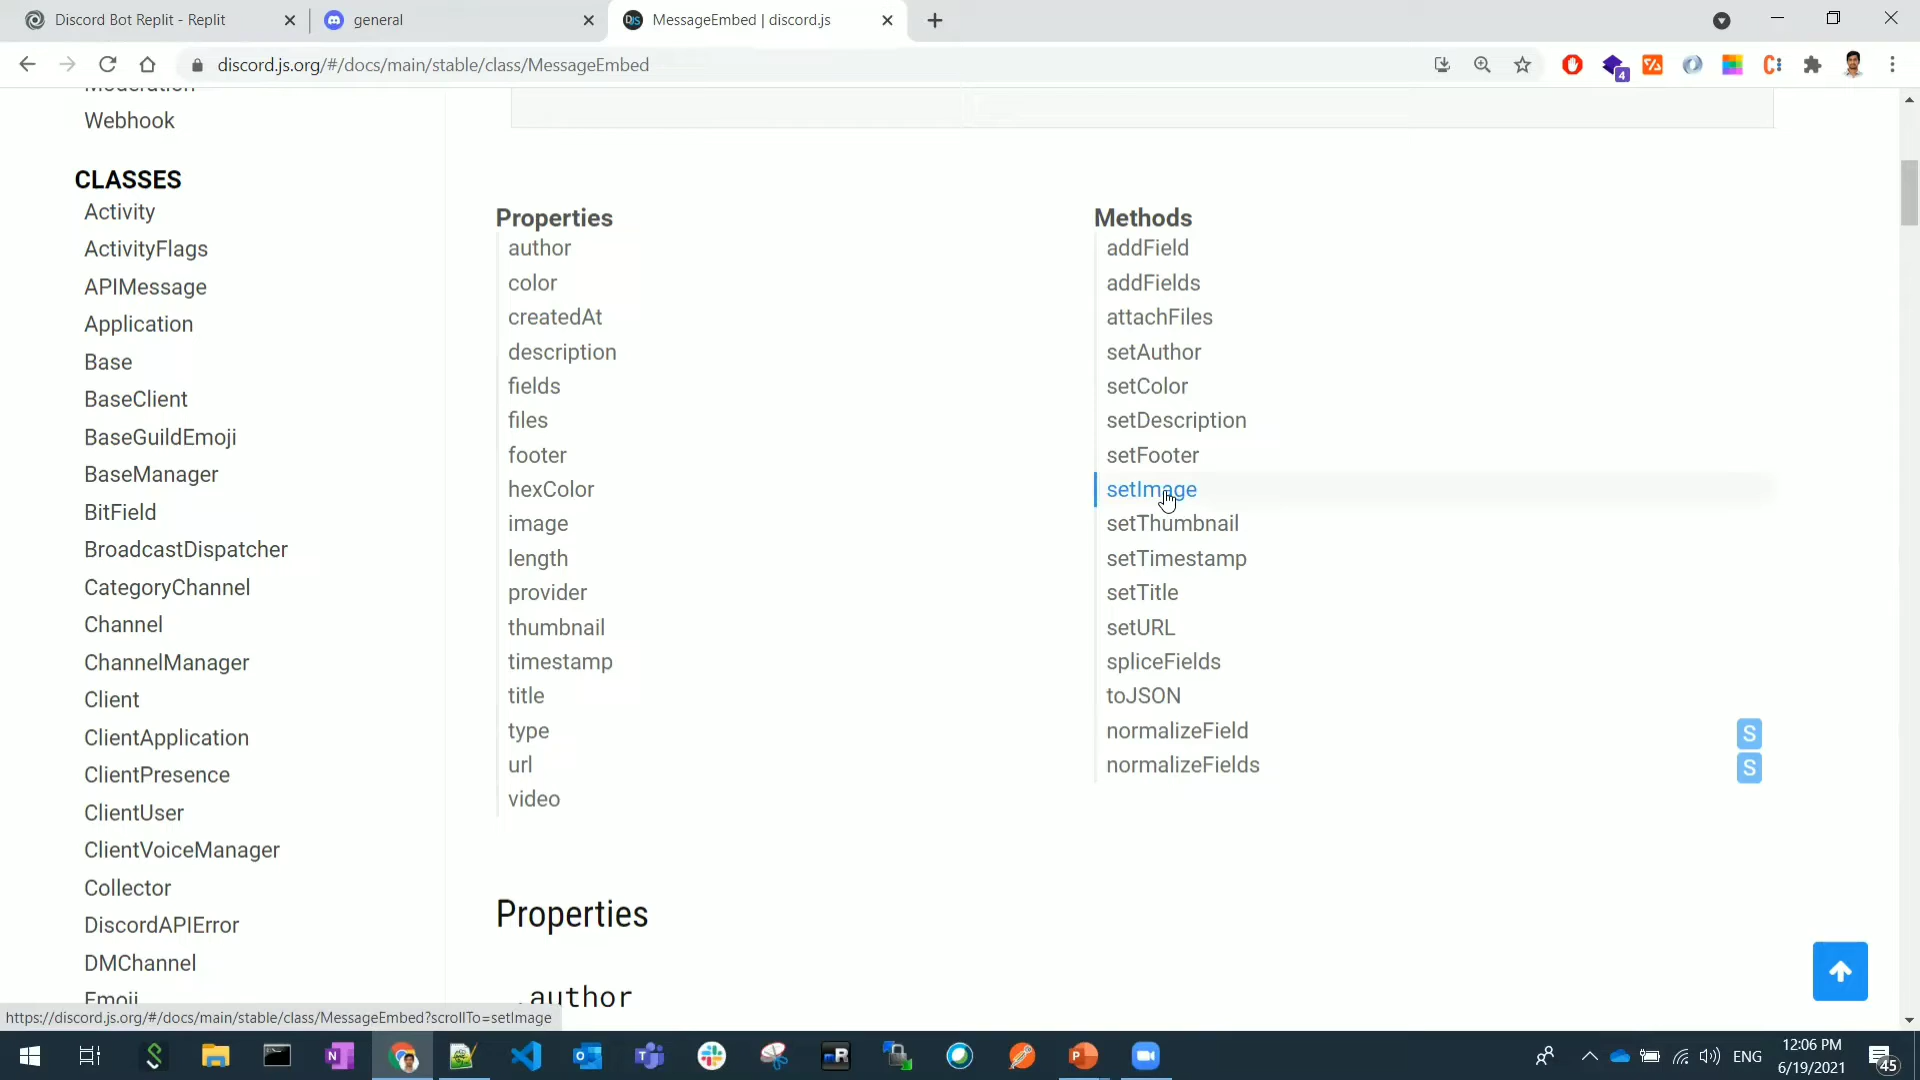 Discord Bot Replit - Replit
general
MessageEmbed | discord.js
discord.js.org/#/docs/main/stable/class/MessageEmbed
4
Moderation
Webhook
CLASSES
Activity
ActivityFlags
APIMessage
Application
Base
BaseClient
BaseGuildEmoji
BaseManager
BitField
BroadcastDispatcher
CategoryChannel
Channel
ChannelManager
Client
ClientApplication
ClientPresence
ClientUser
ClientVoiceManager
Collector
DiscordAPIError
DMChannel
Emoji
Properties
author
color
createdAt
description
fields
files
footer
hexColor
image
length
provider
thumbnail
timestamp
title
type
url
video
Methods
addField
addFields
attachFiles
setAuthor
setColor
setDescription
setFooter
setImage
setThumbnail
setTimestamp
setTitle
setURL
spliceFields
toJSON
normalizeField
S
normalizeFields
S
Properties
.author
https://discord.js.org/#/docs/main/stable/class/MessageEmbed?scrollTo=setImage
ENG
12:06 PM
6/19/2021
45